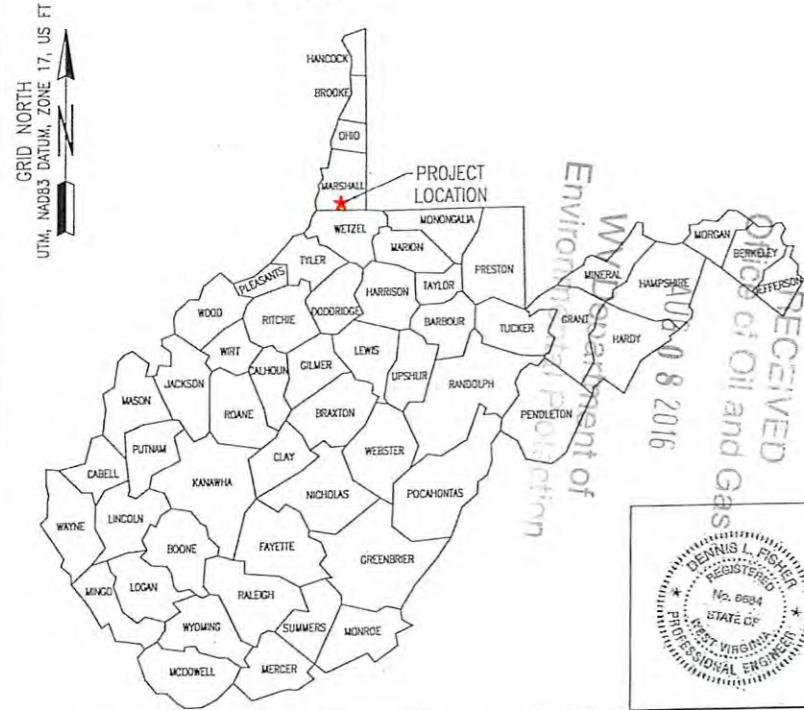 GRID NORTH
UTM, NAD83 DATUM, ZONE 17, US FT
N
HANCOCK
BROOKE
OHIO
MARSHALL
PROJECT
LOCATION
WETZEL
MONONGALIA
MARION
PRESTON
TYLER
PLEASANTS
TAYLOR
MORGAN
BERKELEY
JEFFERSON
MINERAL
HAMPSHIRE
WOOD
RITCHIE
DODDRIDGE
HARRISON
BARBOUR
TUCKER
GRANT
HARDY
WIRT
CALHOUN
GILMER
LEWIS
UPSHUR
RANDOLPH
MASON
JACKSON
ROANE
BRAXTON
PENDLETON
PUTNAM
CLAY
WEBSTER
CABELL
KANAWHA
NICHOLAS
POCAHONTAS
WAYNE
LINCOLN
BOONE
FAYETTE
GREENBRIER
MINGO
LOGAN
RALEIGH
WYOMING
SUMMERS
MONROE
MCDOWELL
MERCER
RECEIVED
Office of Oil and Gas
AUG 08 2016
WV Department of
Environmental Protection
DENNIS L. FISHER
REGISTERED
No. 6684
STATE OF
WEST VIRGINIA
PROFESSIONAL ENGINEER